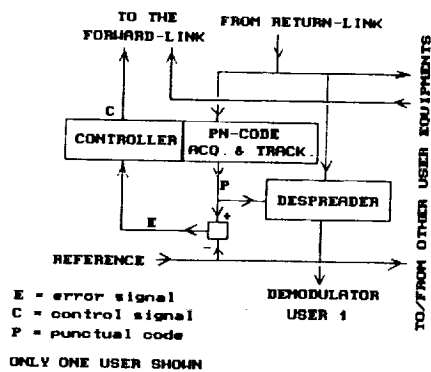 TO THE
FORWARD-LINK
FROM RETURN-LINK
C
CONTROLLER
PN-CODE
ACQ. & TRACK.
P
+
DESPREADER
E
-
REFERENCE
DEMODULATOR
USER 1
TO/FROM OTHER USER EQUIPMENTS
E = error signal
C = control signal
P = punctual code
ONLY ONE USER SHOWN